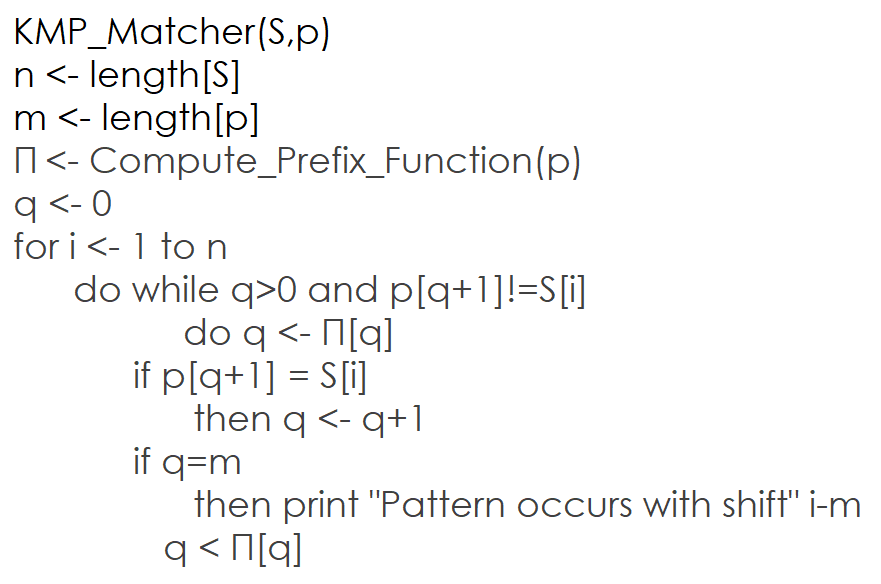 KMP_Matcher(S,p)
n <- length[S]
m <- length[p]
Π <- Compute_Prefix_Function(p)
q <- 0
for i <- 1 to n
do while q>0 and p[q+1]!=S[i]
do q <- Π[q]
if p[q+1] = S[i]
then q <- q+1
if q=m
then print "Pattern occurs with shift" i-m
q < Π[q]